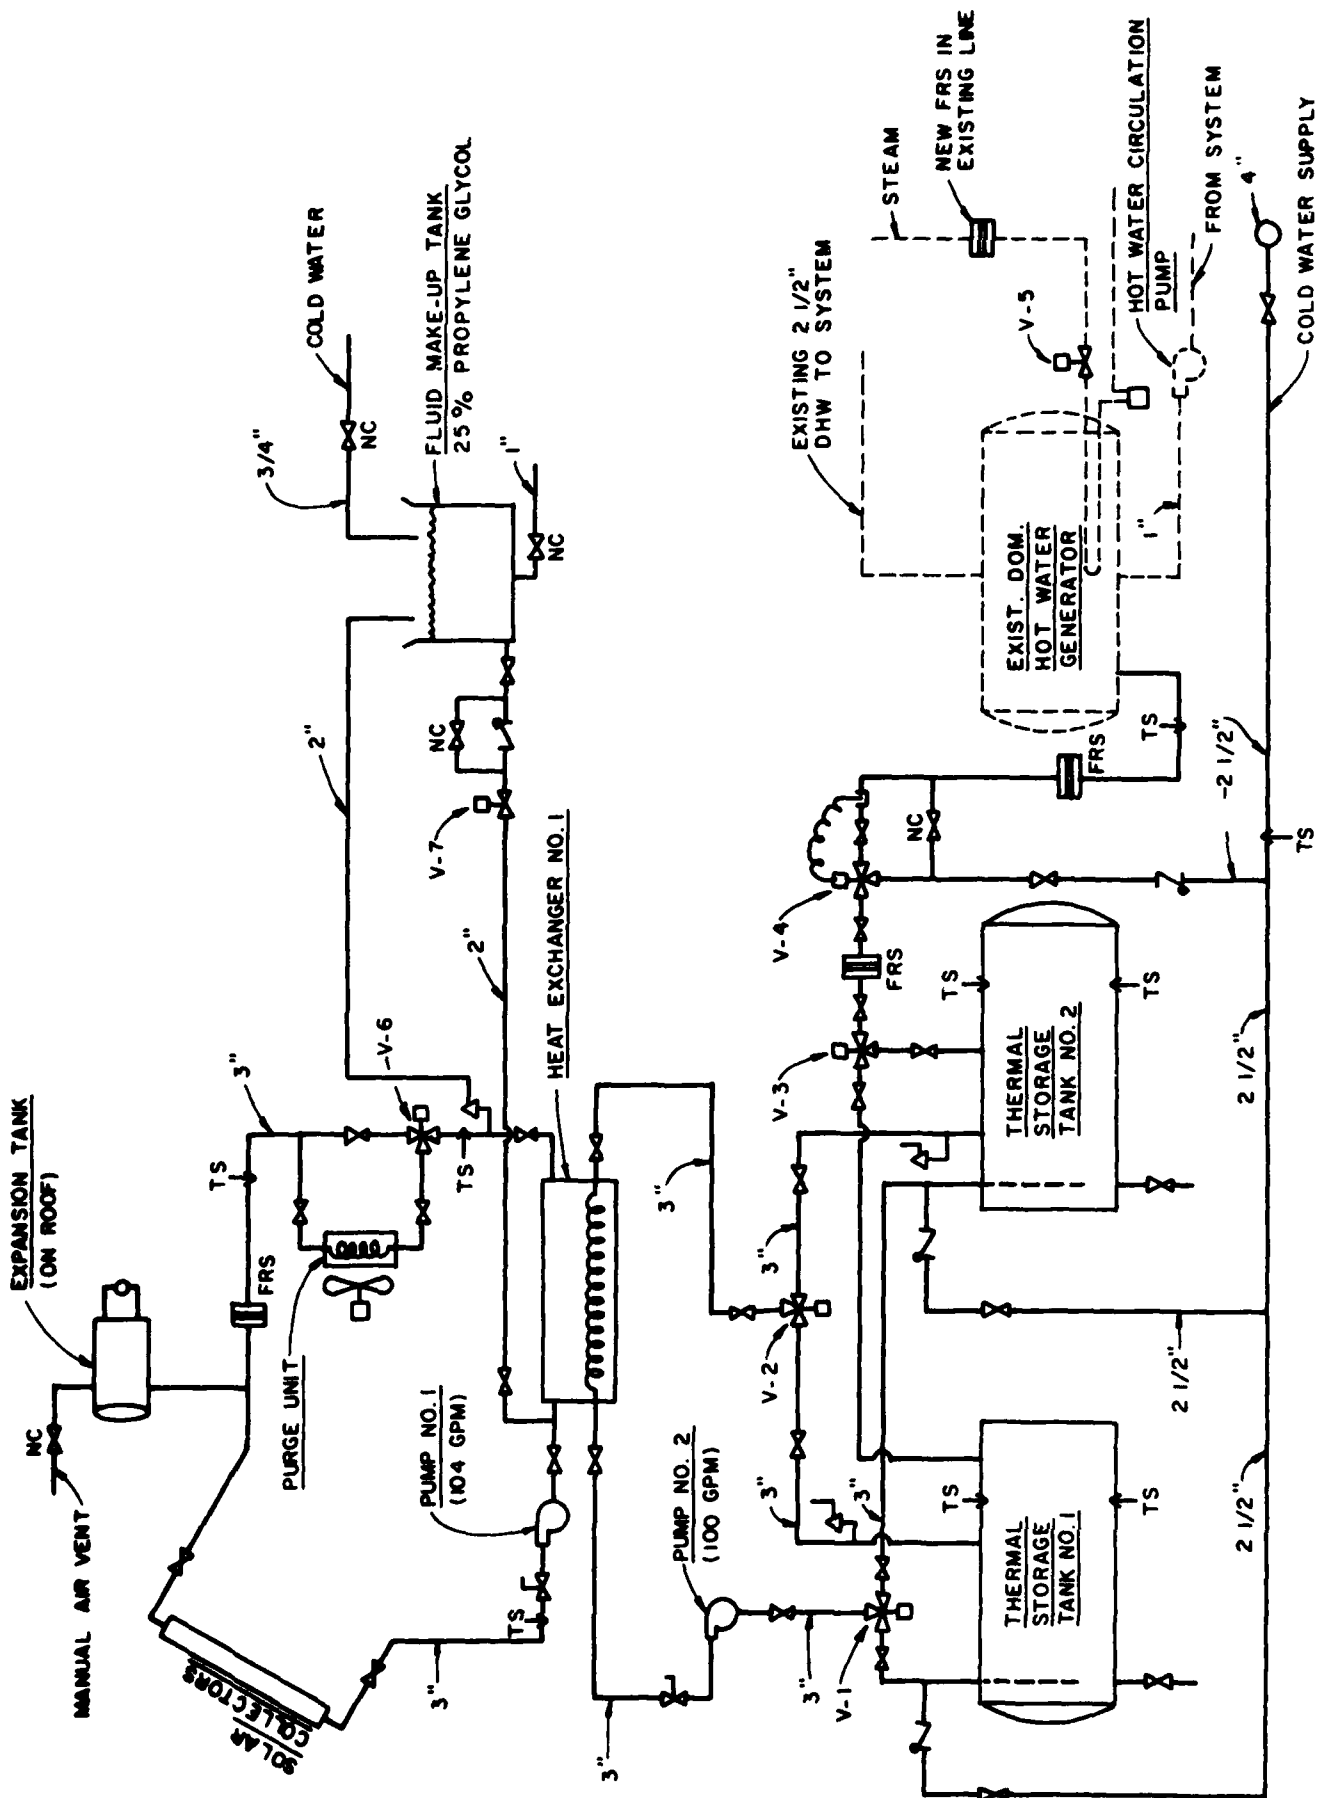 EXPANSION TANK
(ON ROOF)
NC
MANUAL AIR VENT
SOLAR
COLLECTORS
FRS
TS
3"
PURGE UNIT
V-6
TS
2"
3/4"
COLD WATER
NC
FLUID MAKE-UP TANK
25% PROPYLENE GLYCOL
1"
NC
NC
V-7
2"
HEAT EXCHANGER NO.1
PUMP NO.1
(104 GPM)
TS
3"
3"
PUMP NO. 2
(100 GPM)
3"
V-1
3"
V-2
3"
3"
3"
V-3
FRS
V-4
NC
FRS
TS
EXISTING 2 1/2"
DHW TO SYSTEM
STEAM
NEW FRS IN
EXISTING LINE
V-5
EXIST. DOM.
HOT WATER
GENERATOR
1"
HOT WATER CIRCULATION
PUMP
FROM SYSTEM
4"
COLD WATER SUPPLY
THERMAL
STORAGE
TANK NO.1
TS
TS
THERMAL
STORAGE
TANK NO.2
TS
TS
2 1/2"
2 1/2"
2 1/2"
-2 1/2"
TS